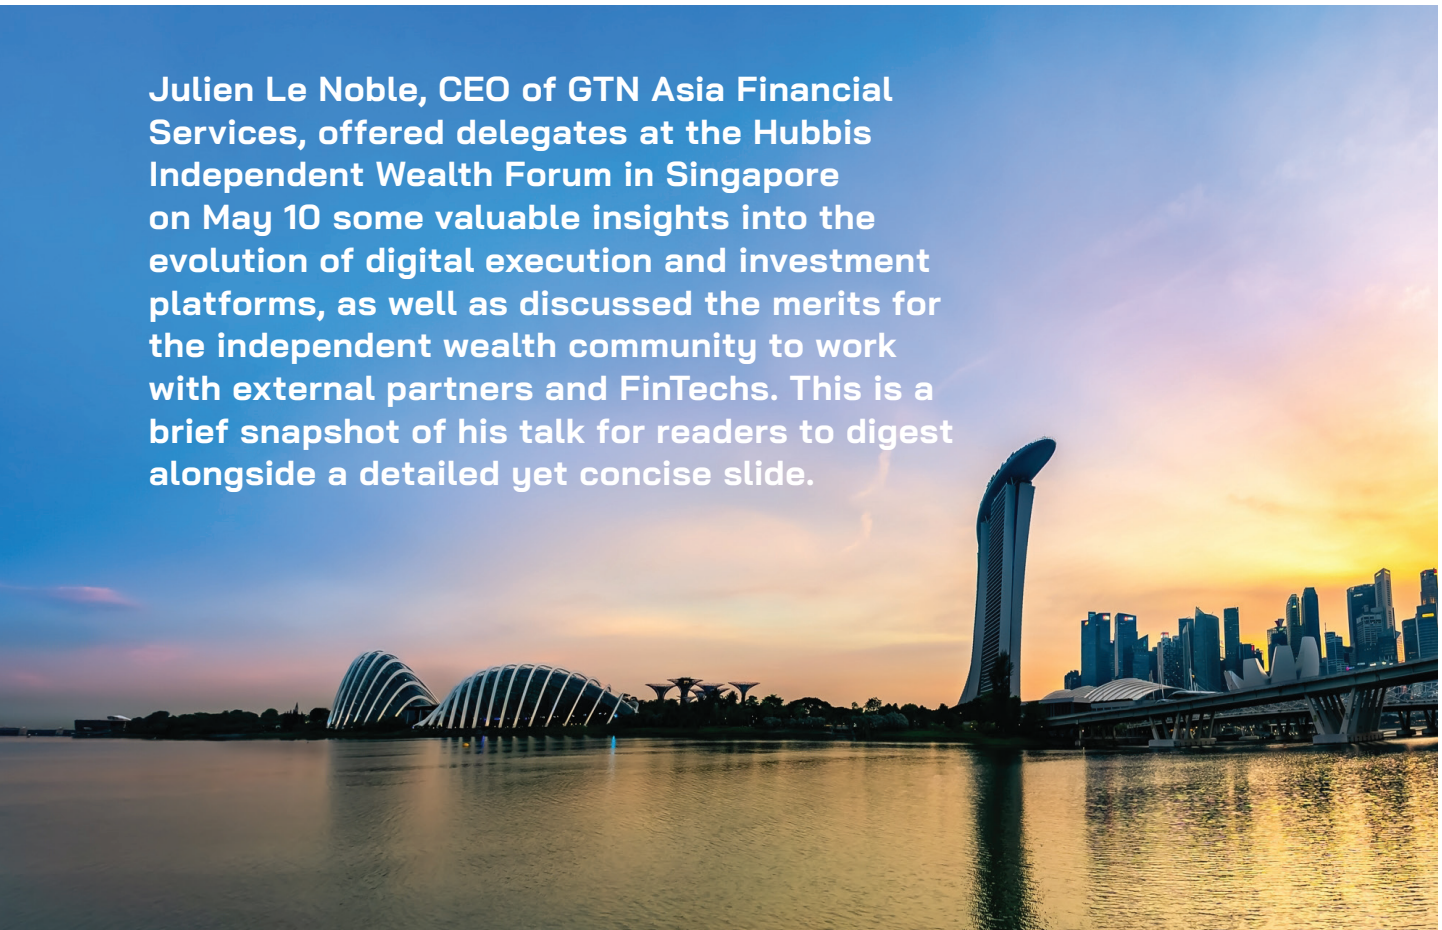 Julien Le Noble, CEO of GTN Asia Financial
Services, offered delegates at the Hubbis
Independent Wealth Forum in Singapore
on May 10 some valuable insights into the
evolution of digital execution and investment
platforms, as well as discussed the merits for
the independent wealth community to work
with external partners and FinTechs. This is a
brief snapshot of his talk for readers to digest
alongside a detailed yet concise slide.